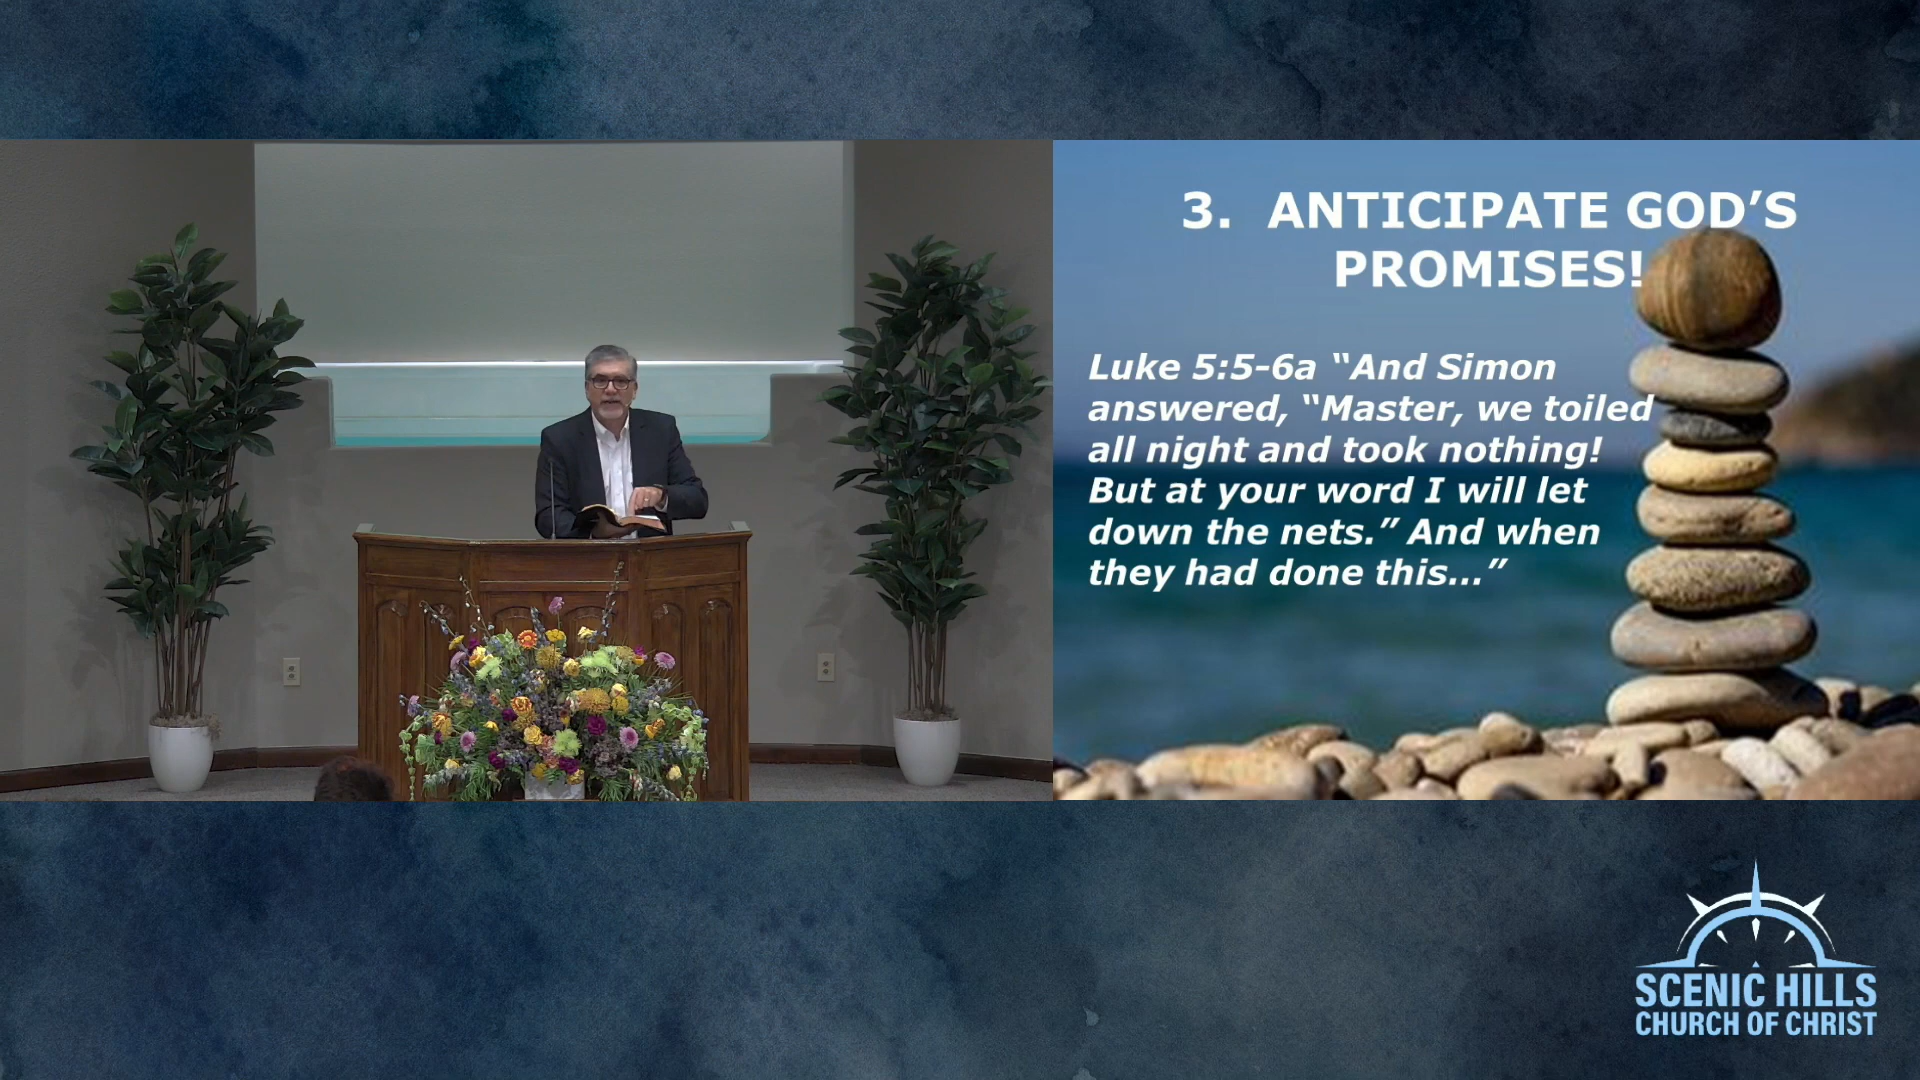 3. ANTICIPATE GOD’S
PROMISES!
Luke 5:5-6a “And Simon
answered, “Master, we toiled
all night and took nothing!
But at your word I will let
down the nets.” And when
they had done this...”
SCENIC HILLS
CHURCH OF CHRIST